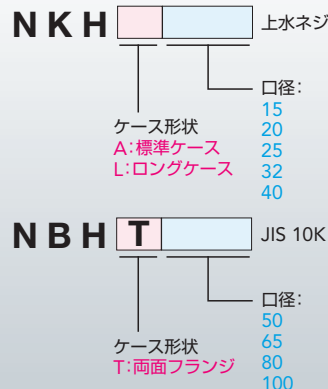 NKH 上水ネジ
口径：
15
20
25
32
40
ケース形状
A：標準ケース
L：ロングケース
NBH T JIS 10K
口径：
50
65
80
100
ケース形状
T：両面フランジ